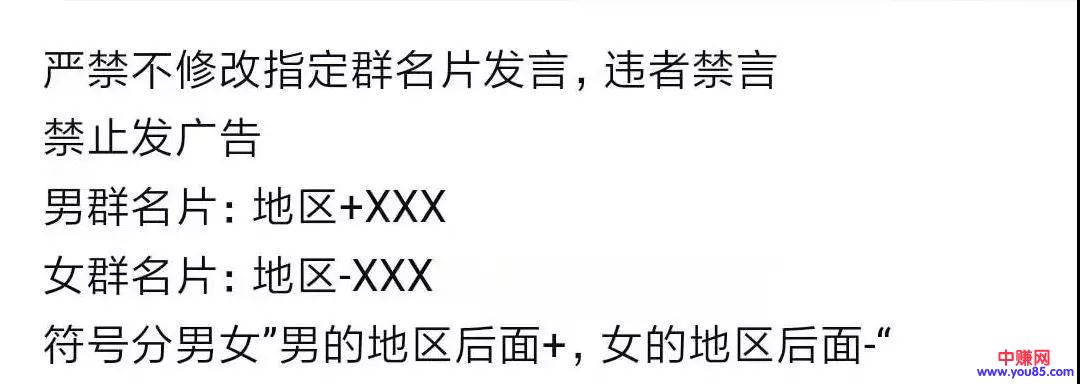 严禁不修改指定群名片发言，违者禁言
禁止发广告
男群名片：地区+XXX
女群名片：地区-XXX
符号分男女”男的地区后面+，女的地区后面-“
中赚网
www.you85.com